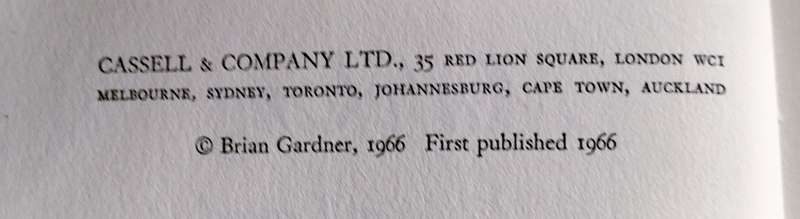 CASSELL & COMPANY LTD., 35 RED LION SQUARE, LONDON WC1
MELBOURNE, SYDNEY, TORONTO, JOHANNESBURG, CAPE TOWN, AUCKLAND
© Brian Gardner, 1966 First published 1966